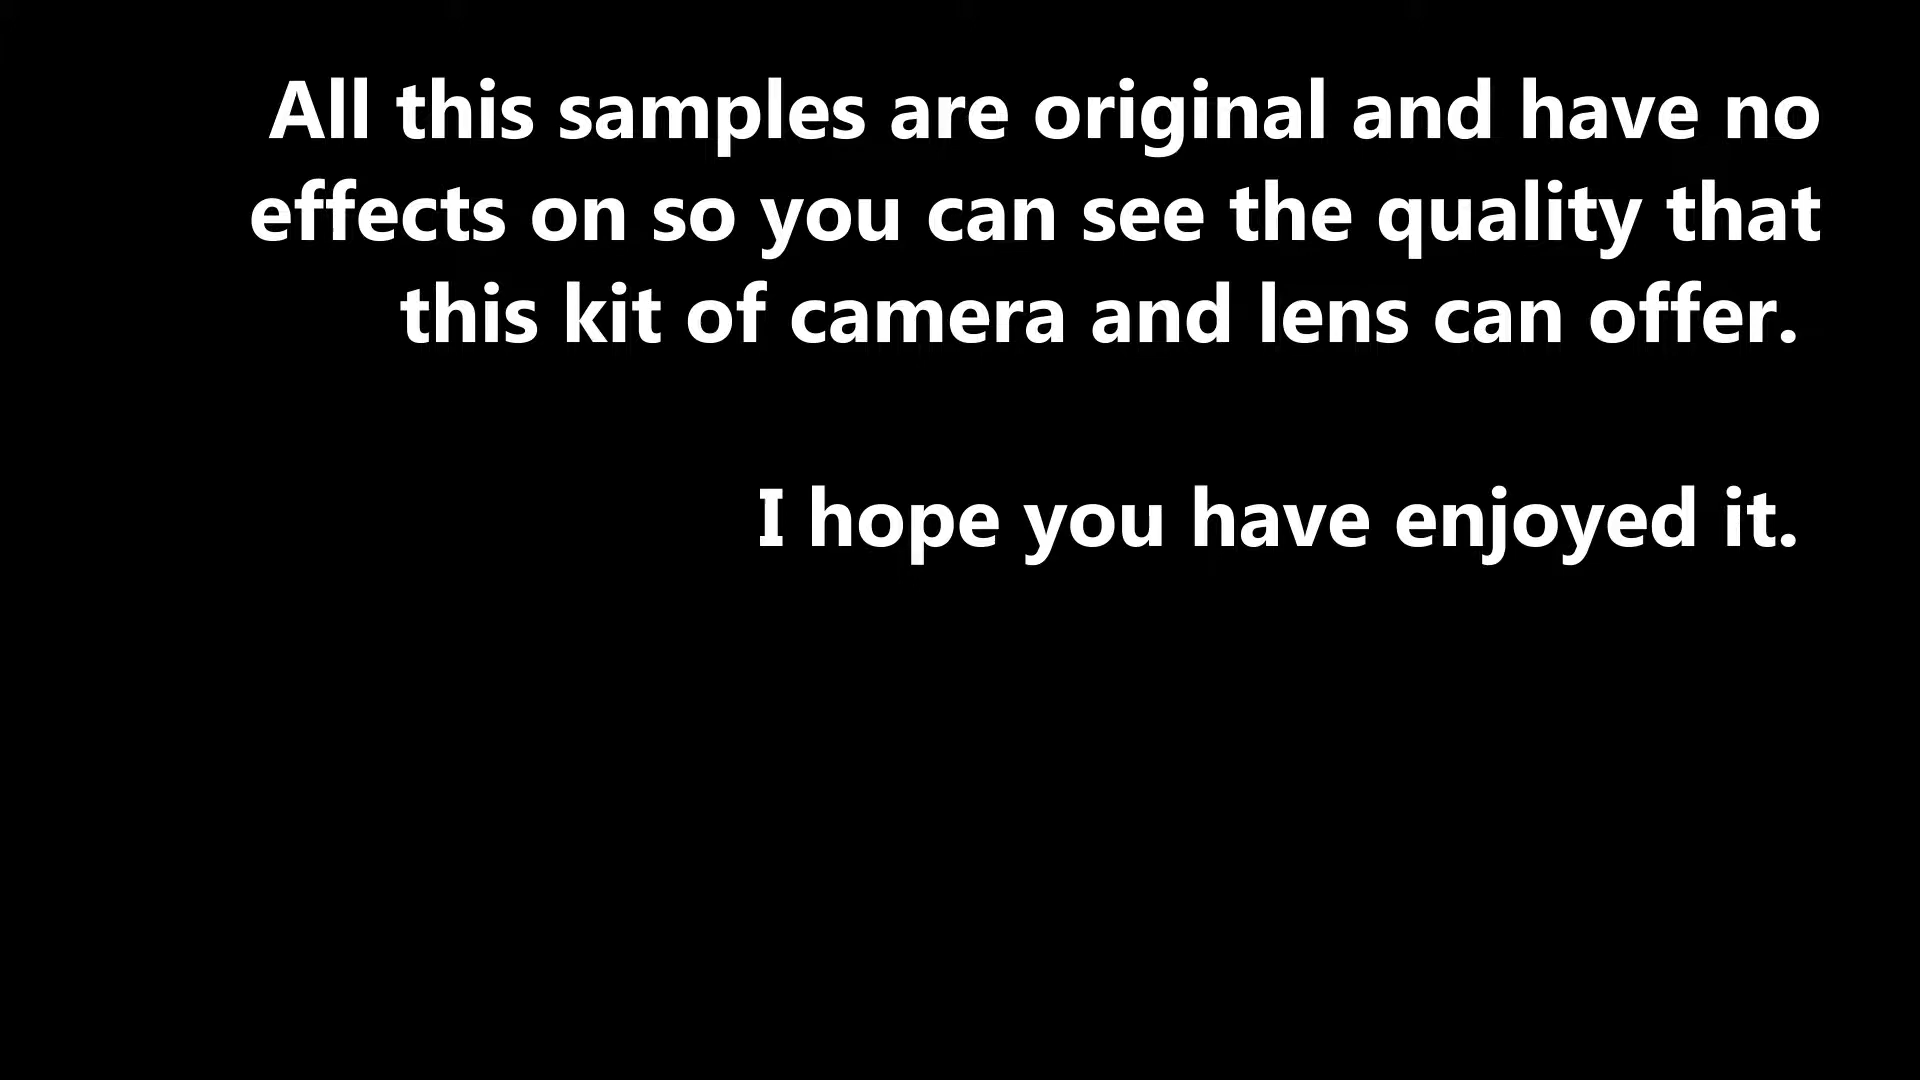 All this samples are original and have no
effects on so you can see the quality that
this kit of camera and lens can offer.
I hope you have enjoyed it.